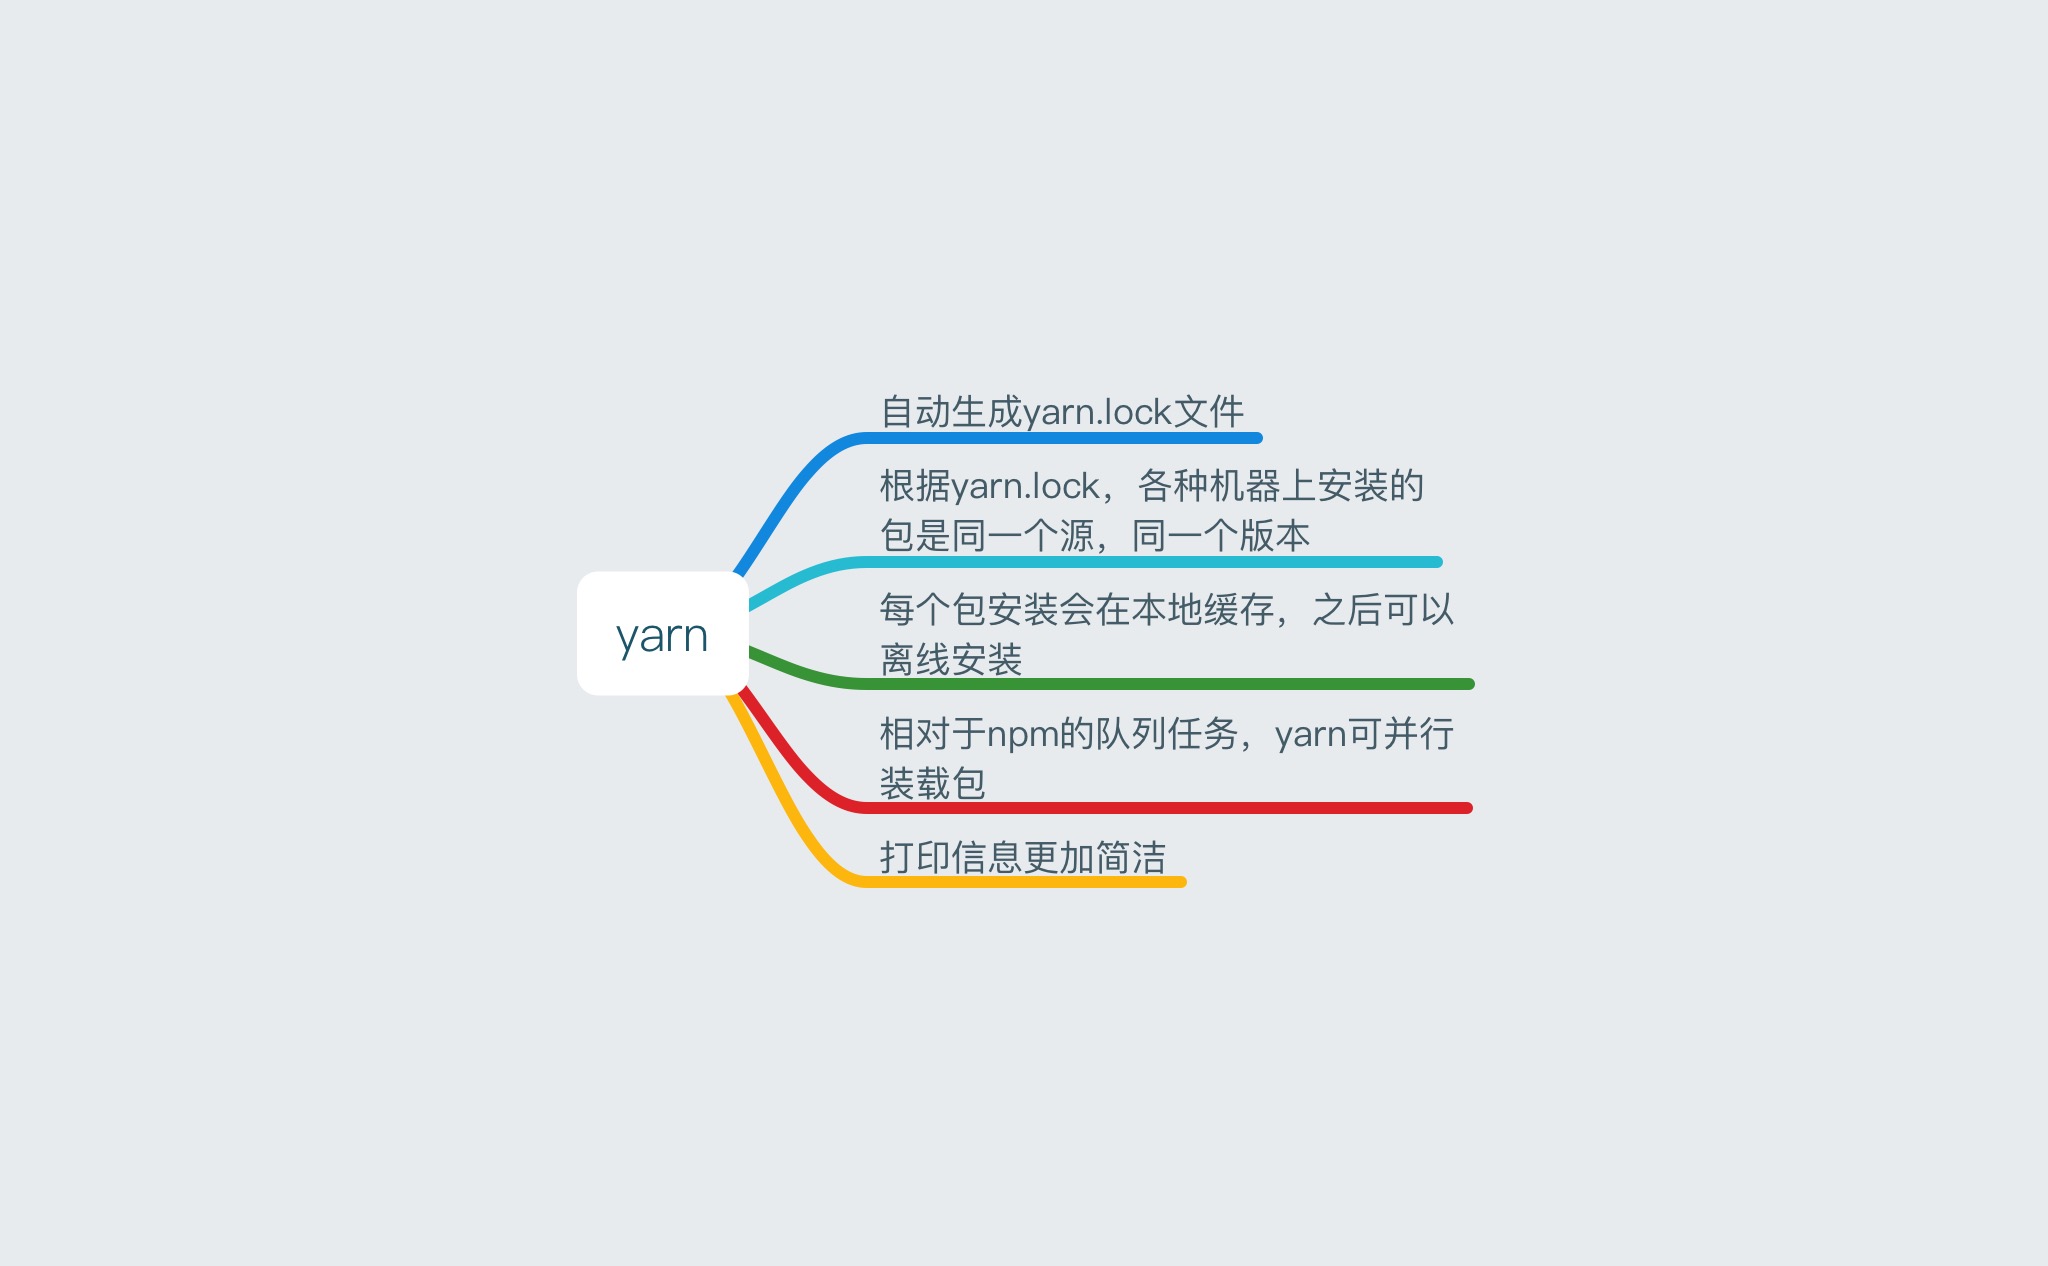 yarn
自动生成yarn.lock文件
根据yarn.lock，各种机器上安装的
包是同一个源，同一个版本
每个包安装会在本地缓存，之后可以
离线安装
相对于npm的队列任务，yarn可并行
装载包
打印信息更加简洁